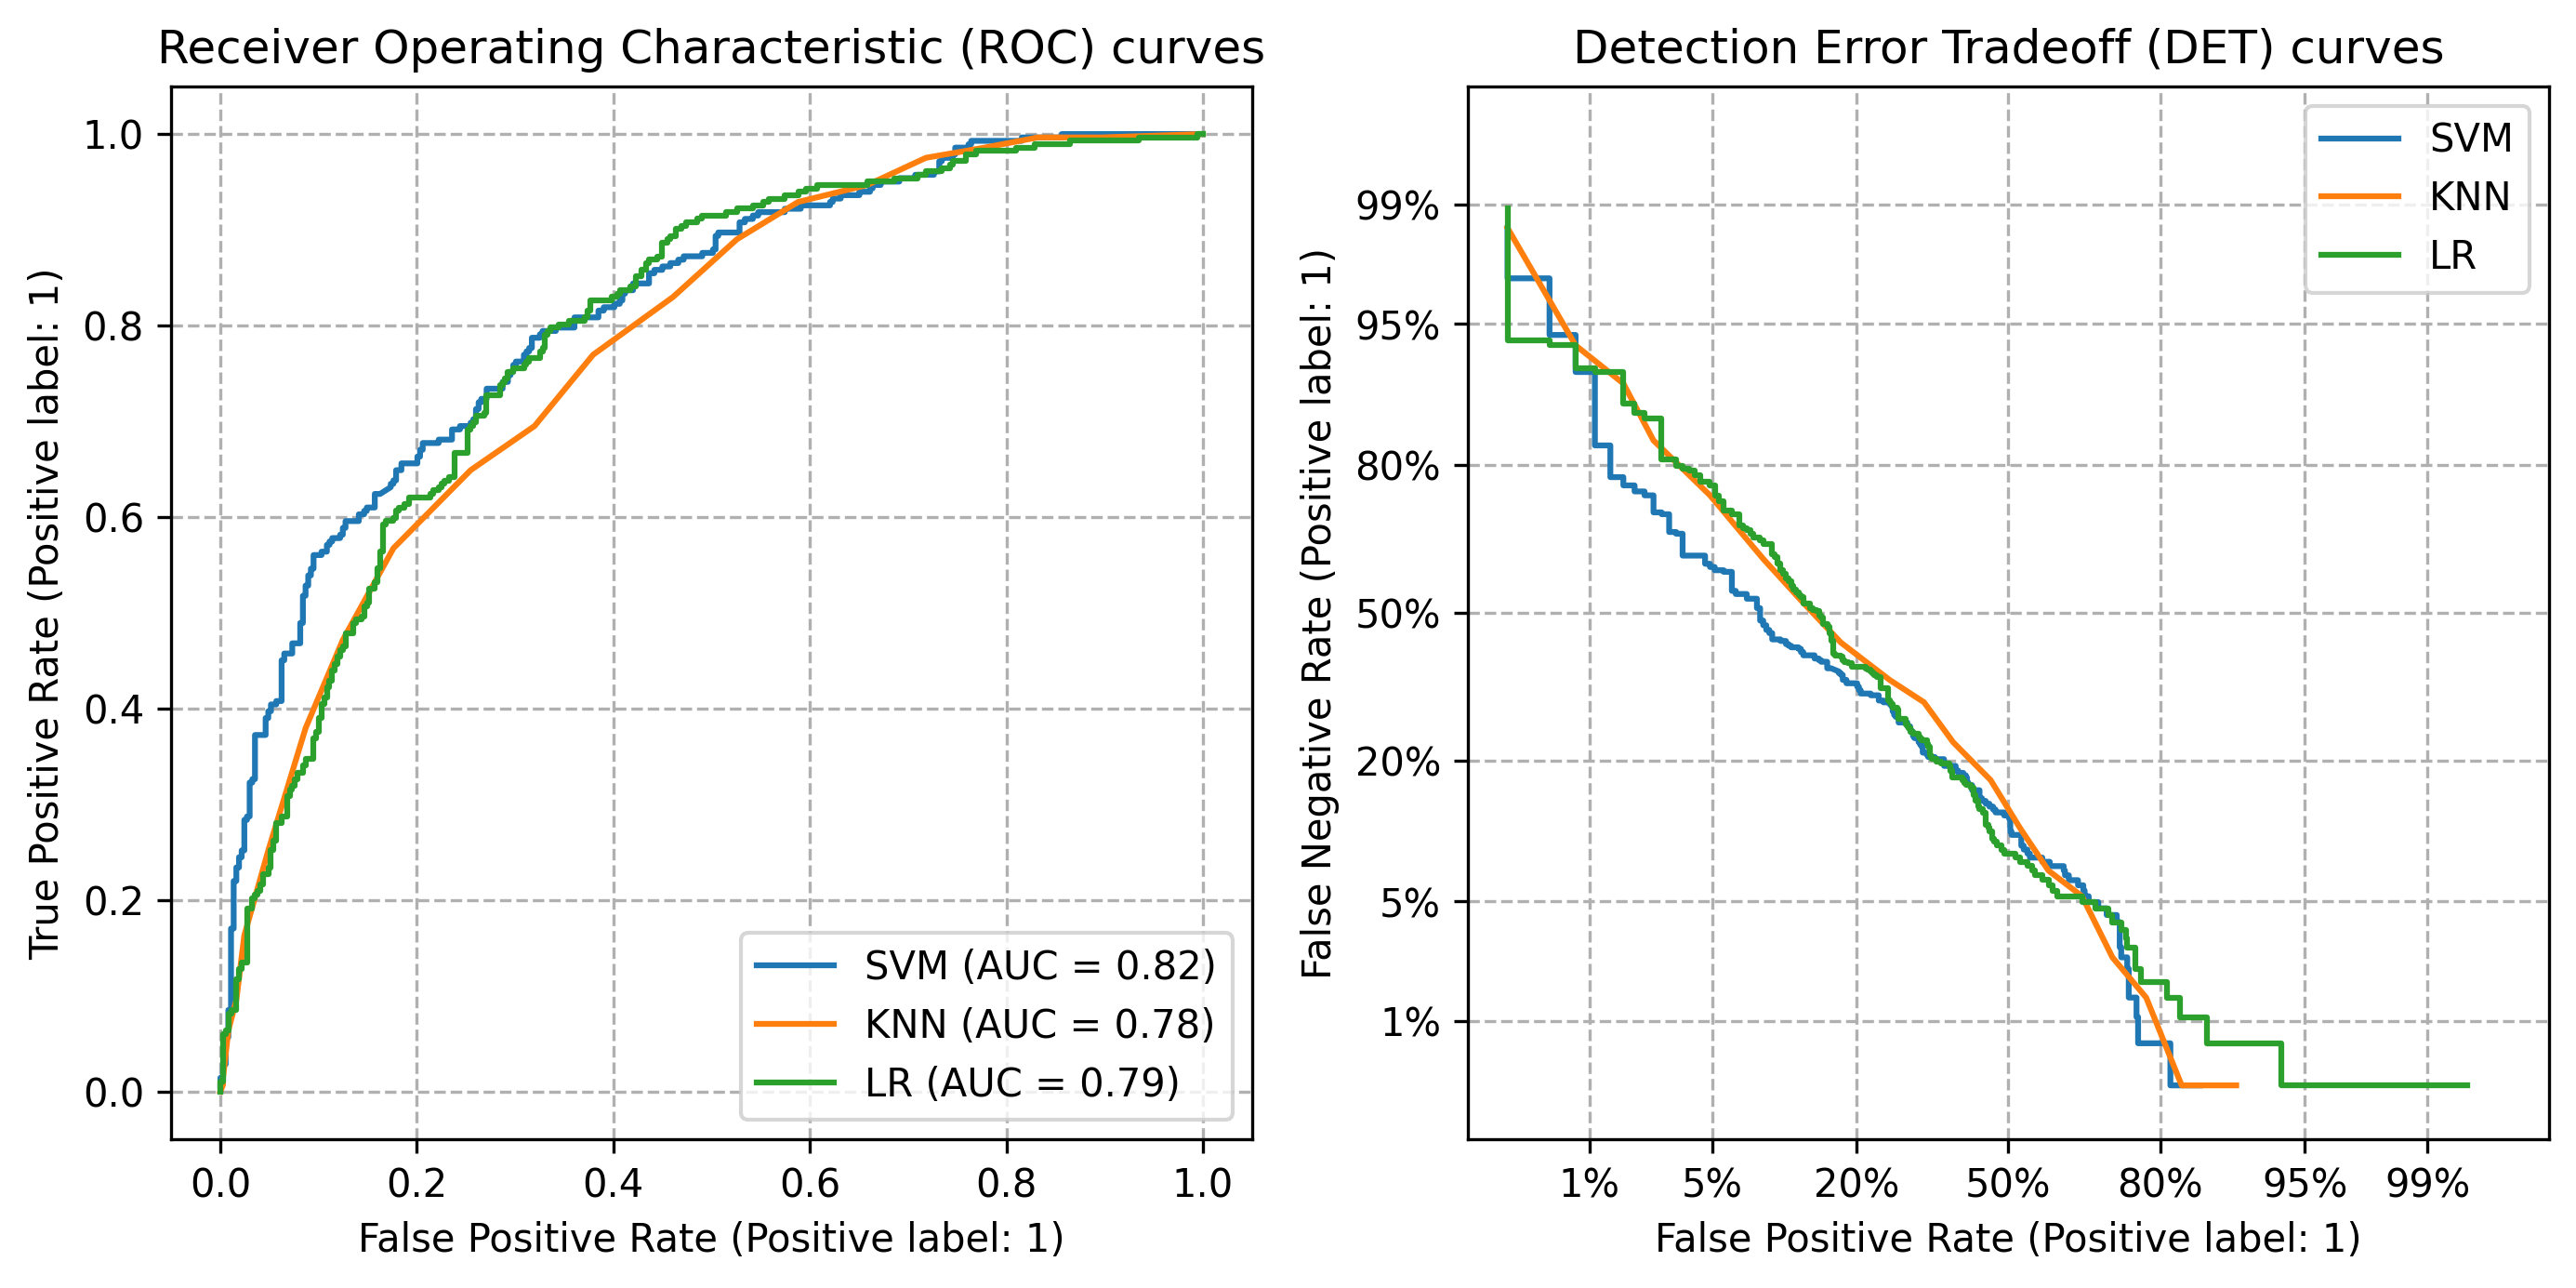 Receiver Operating Characteristic (ROC) curves
True Positive Rate (Positive label: 1)
1.0
0.8
0.6
0.4
0.2
0.0
SVM (AUC = 0.82)
KNN (AUC = 0.78)
LR (AUC = 0.79)
0.0 0.2 0.4 0.6 0.8 1.0
False Positive Rate (Positive label: 1)
Detection Error Tradeoff (DET) curves
False Negative Rate (Positive label: 1)
99%
95%
80%
50%
20%
5%
1%
SVM
KNN
LR
1% 5% 20% 50% 80% 95% 99%
False Positive Rate (Positive label: 1)